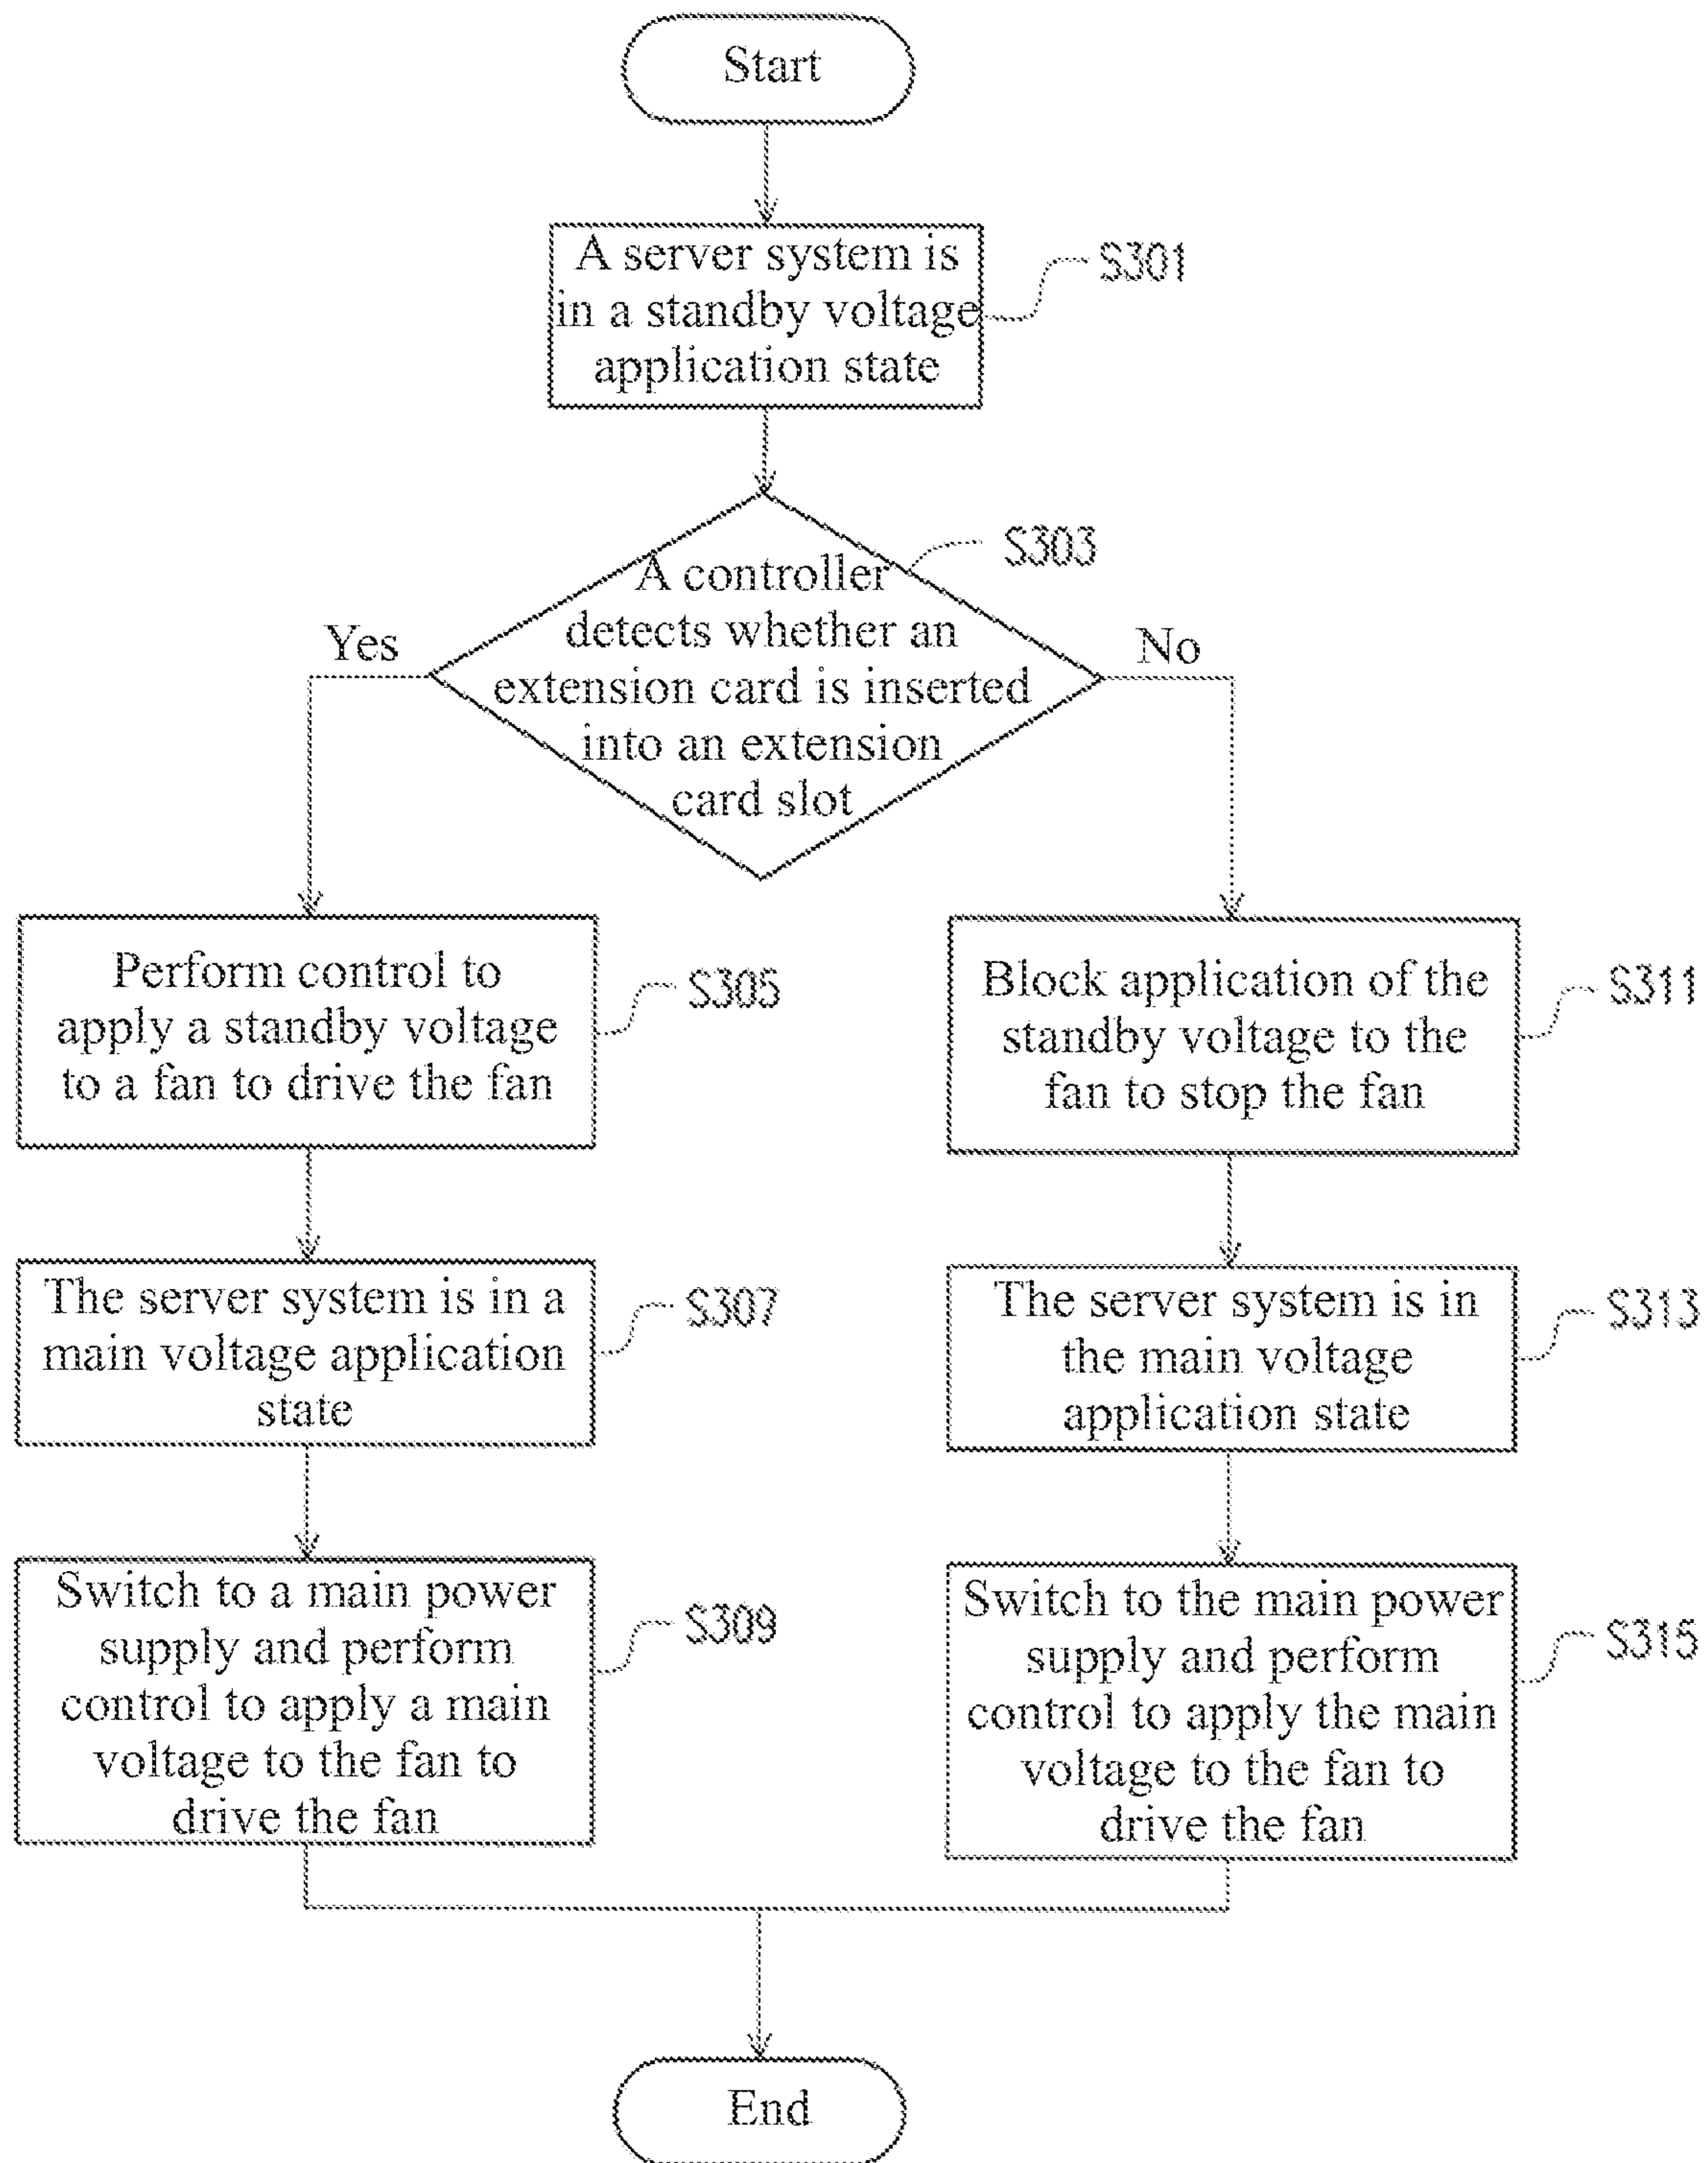 Start
A server system is
in a standby voltage
application state
S301
A controller
detects whether an
extension card is inserted
into an extension
card slot
S303
Yes
No
Perform control to
apply a standby voltage
to a fan to drive the fan
S305
Block application of the
standby voltage to the
fan to stop the fan
S311
The server system is in a
main voltage application
state
S307
The server system is in
the main voltage
application state
S313
Switch to a main power
supply and perform
control to apply a main
voltage to the fan to
drive the fan
S309
Switch to the main power
supply and perform
control to apply the main
voltage to the fan to
drive the fan
S315
End